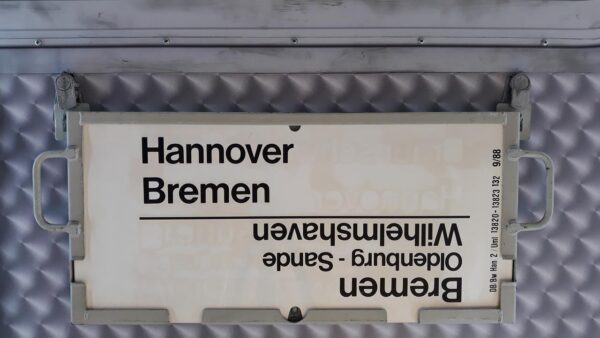 Hannover
Bremen
Bremen
Oldenburg - Sande
Wilhelmshaven
DB Bw Han 2 / Uml 13820 - 13823 132 9/88